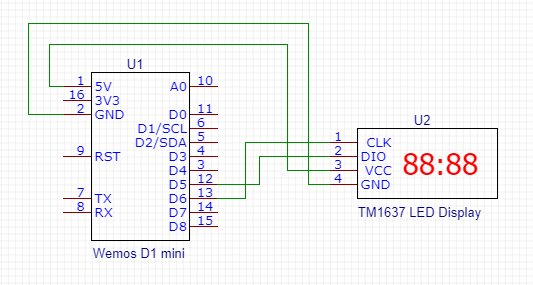 U1
1 5V A0 10
16 3V3
2 GND D0 11
D1/SCL 6
D2/SDA 5
9 RST D3 4
D4 3
D5 12
7 TX D6 13
8 RX D7 14
D8 15
Wemos D1 mini
U2
1 CLK
2 DIO
3 VCC
4 GND
88:88
TM1637 LED Display